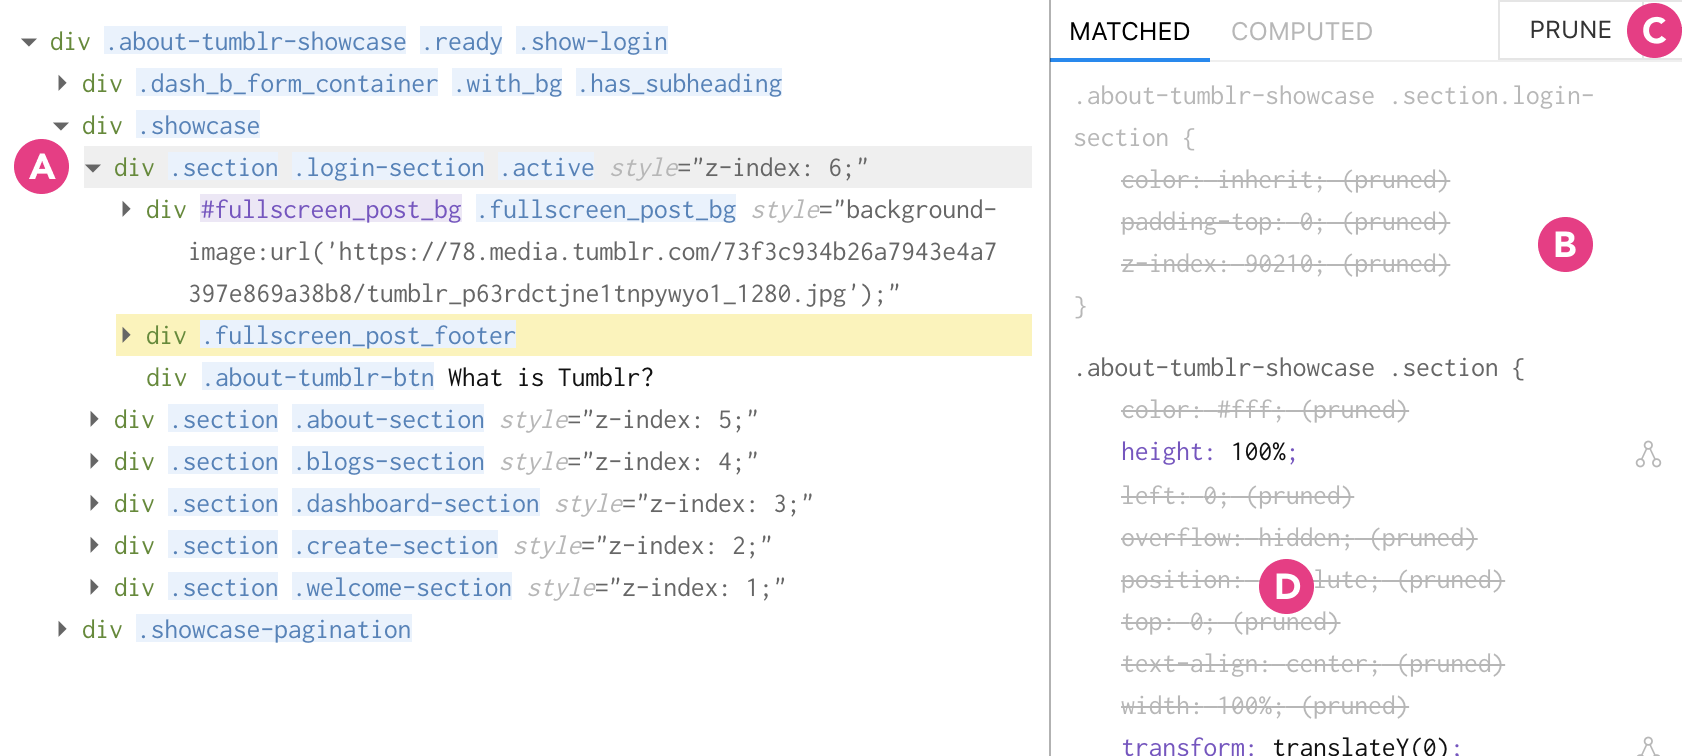 div .about-tumblr-showcase .ready .show-login
div .dash_b_form_container .with_bg .has_subheading
div .showcase
A
div .section .login-section .active style="z-index: 6;"
div #fullscreen_post_bg .fullscreen_post_bg style="background-
image:url('https://78.media.tumblr.com/73f3c934b26a7943e4a7
397e869a38b8/tumblr_p63rdctjne1tnpywyo1_1280.jpg');"
div .fullscreen_post_footer
div .about-tumblr-btn What is Tumblr?
div .section .about-section style="z-index: 5;"
div .section .blogs-section style="z-index: 4;"
div .section .dashboard-section style="z-index: 3;"
div .section .create-section style="z-index: 2;"
div .section .welcome-section style="z-index: 1;"
div .showcase-pagination
MATCHED COMPUTED PRUNE C
.about-tumblr-showcase .section.login-
section {
color: inherit; (pruned)
padding-top: 0; (pruned)
B
z-index: 90210; (pruned)
}
.about-tumblr-showcase .section {
color: #fff; (pruned)
height: 100%;
left: 0; (pruned)
overflow: hidden; (pruned)
position: D lute; (pruned)
top: 0; (pruned)
text-align: center; (pruned)
width: 100%; (pruned)
transform: translateY(0);